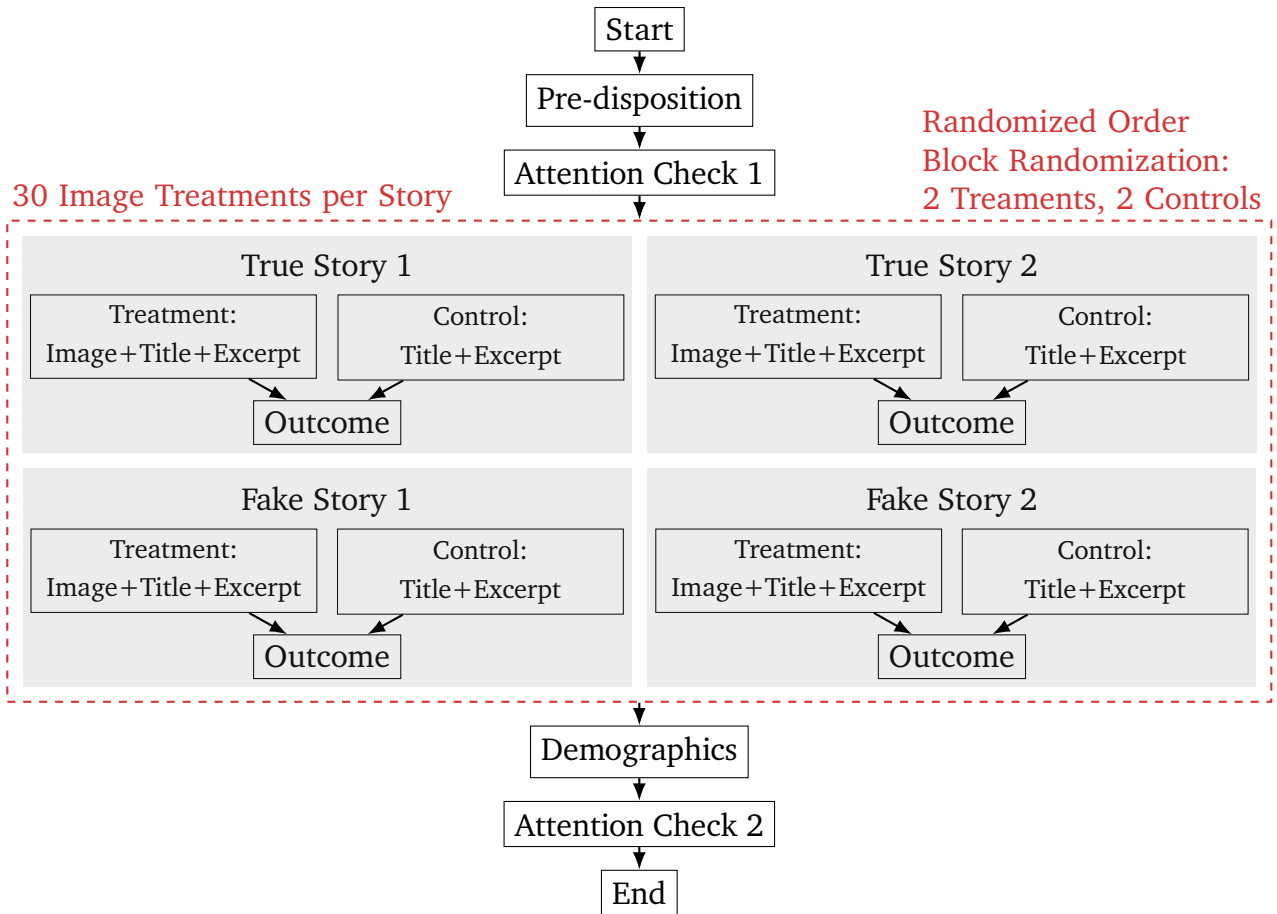 Start
Pre-disposition
Attention Check 1
30 Image Treatments per Story
Randomized Order
Block Randomization:
2 Treaments, 2 Controls
True Story 1
Treatment:
Image+Title+Excerpt
Control:
Title+Excerpt
Outcome
True Story 2
Treatment:
Image+Title+Excerpt
Control:
Title+Excerpt
Outcome
Fake Story 1
Treatment:
Image+Title+Excerpt
Control:
Title+Excerpt
Outcome
Fake Story 2
Treatment:
Image+Title+Excerpt
Control:
Title+Excerpt
Outcome
Demographics
Attention Check 2
End